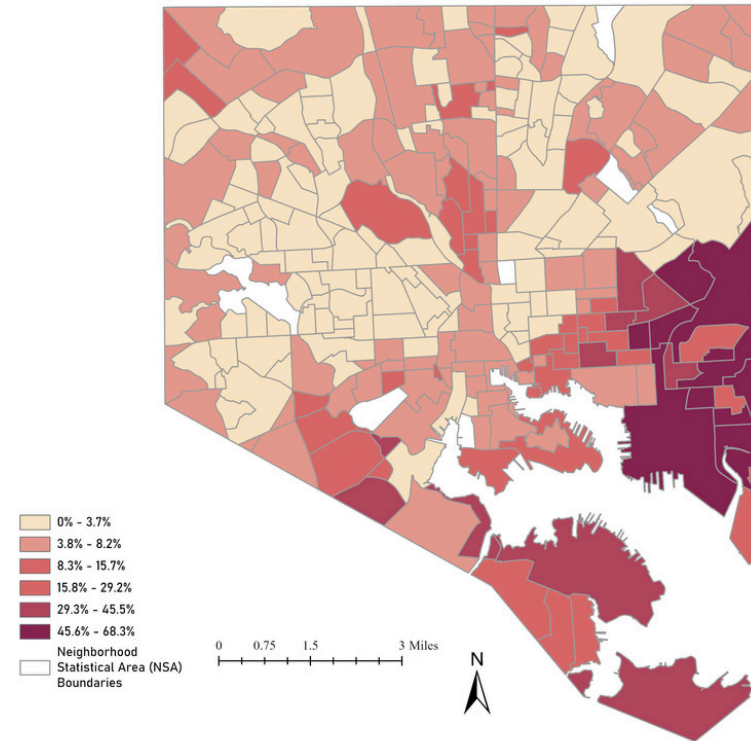 0% - 3.7%
3.8% - 8.2%
8.3% - 15.7%
15.8% - 29.2%
29.3% - 45.5%
45.6% - 68.3%
Neighborhood
Statistical Area (NSA)
Boundaries
0 0.75 1.5 3 Miles
N